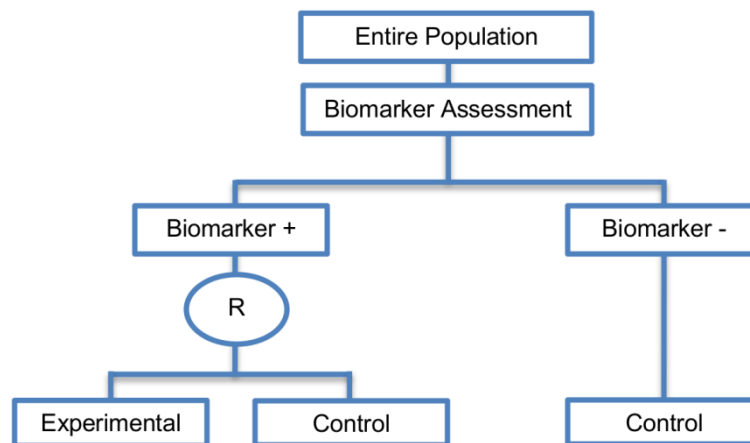 Entire Population
Biomarker Assessment
Biomarker +
Biomarker -
R
Experimental
Control
Control